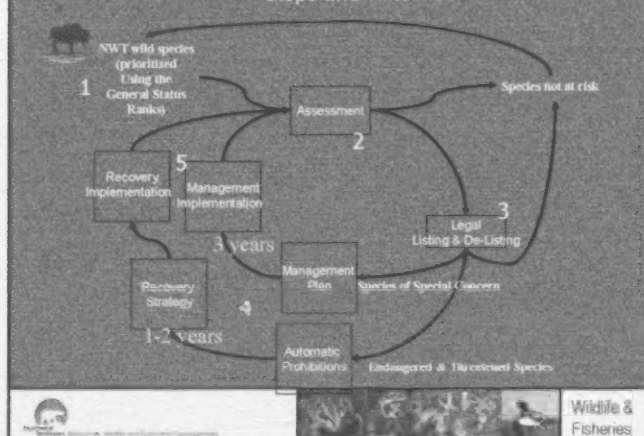 NWT wild species
(prioritized
Using the
General Status
Ranks)
1
Species not at risk
Assessment
2
5
Recovery
Implementation
Management
Implementation
3
Legal
Listing & De-Listing
3 years
Management
Plan
Species of Special Concern
Recovery
Strategy
4
1-2 years
Automatic
Prohibitions
Endangered & Threatened Species
Wildlife &
Fisheries